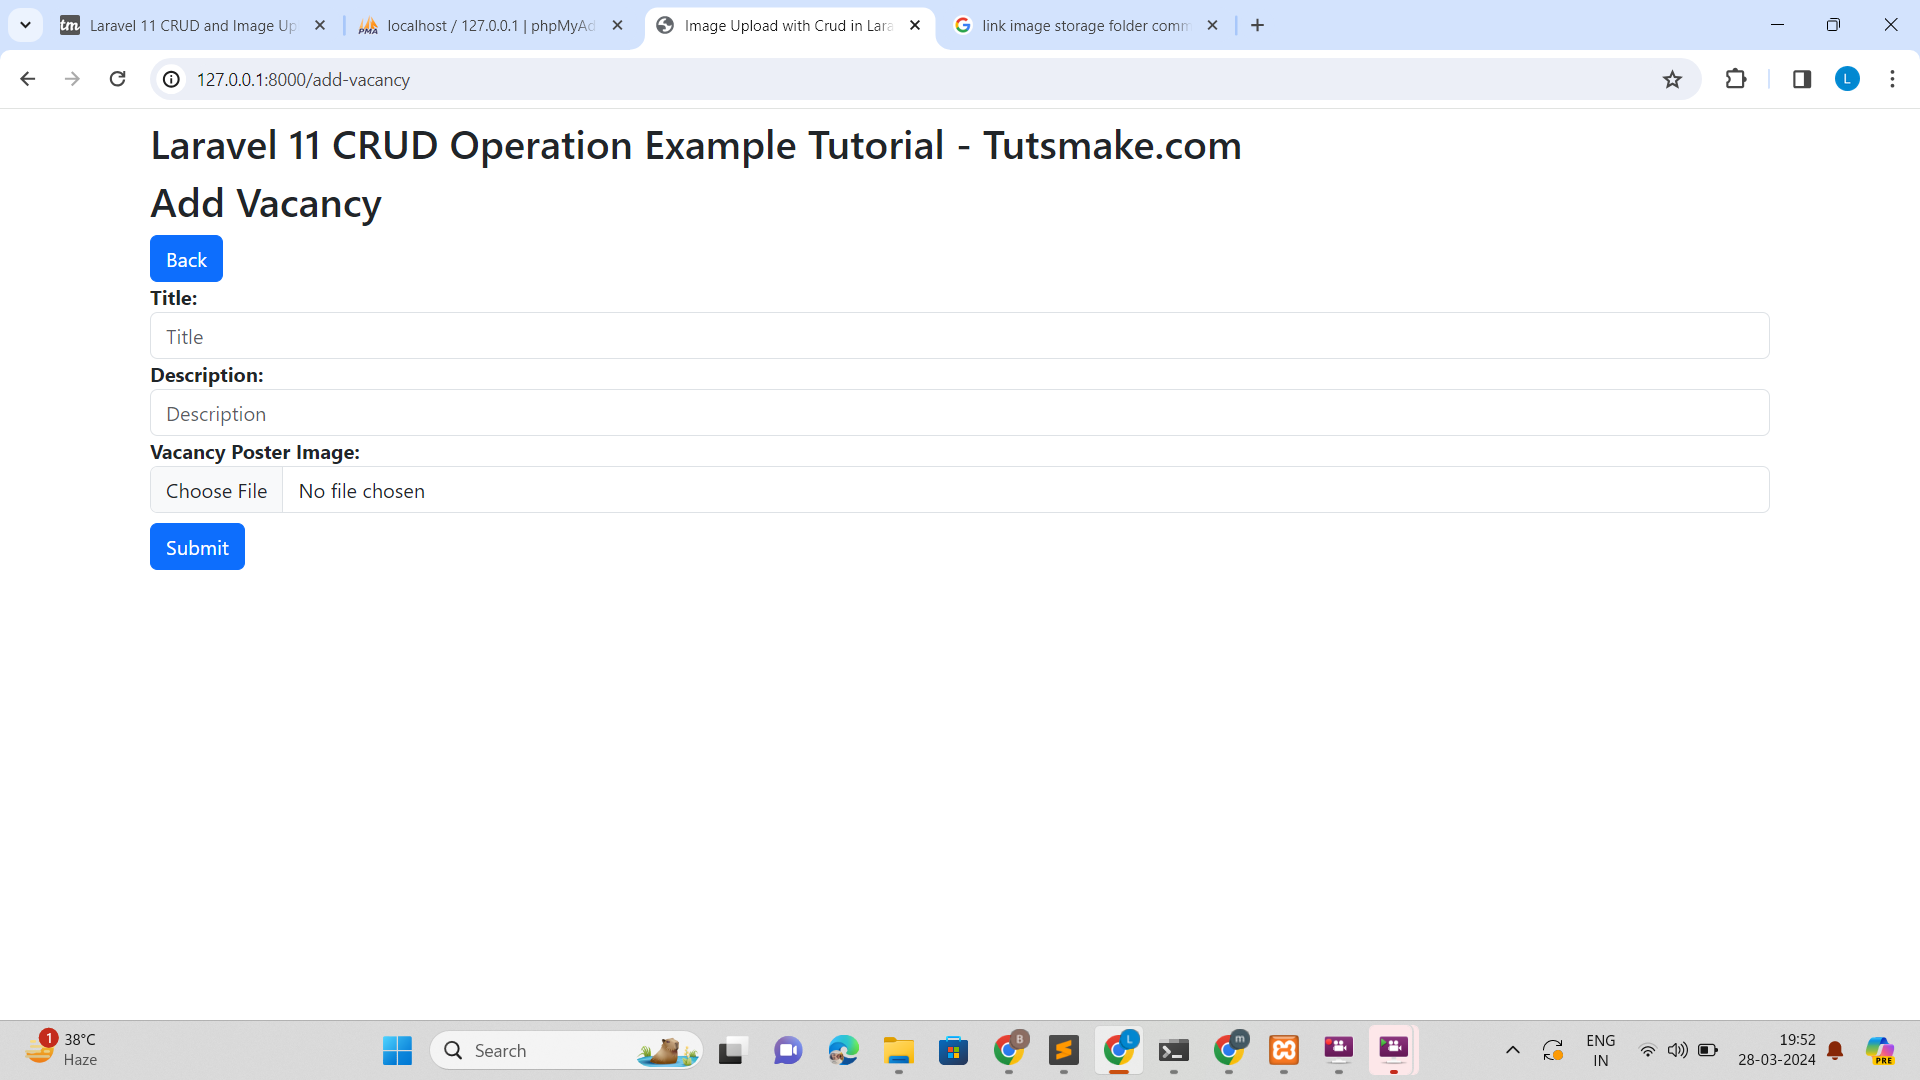 tm Laravel 11 CRUD and Image Up
PMA localhost / 127.0.0.1 | phpMyAd
Image Upload with Crud in Lara
G link image storage folder comm
127.0.0.1:8000/add-vacancy
L
Laravel 11 CRUD Operation Example Tutorial - Tutsmake.com
Add Vacancy
Back
Title:
Title
Description:
Description
Vacancy Poster Image:
Choose File No file chosen
Submit
1 38°C
Haze
Search
B
L
m
ENG
IN
19:52
28-03-2024
PRE